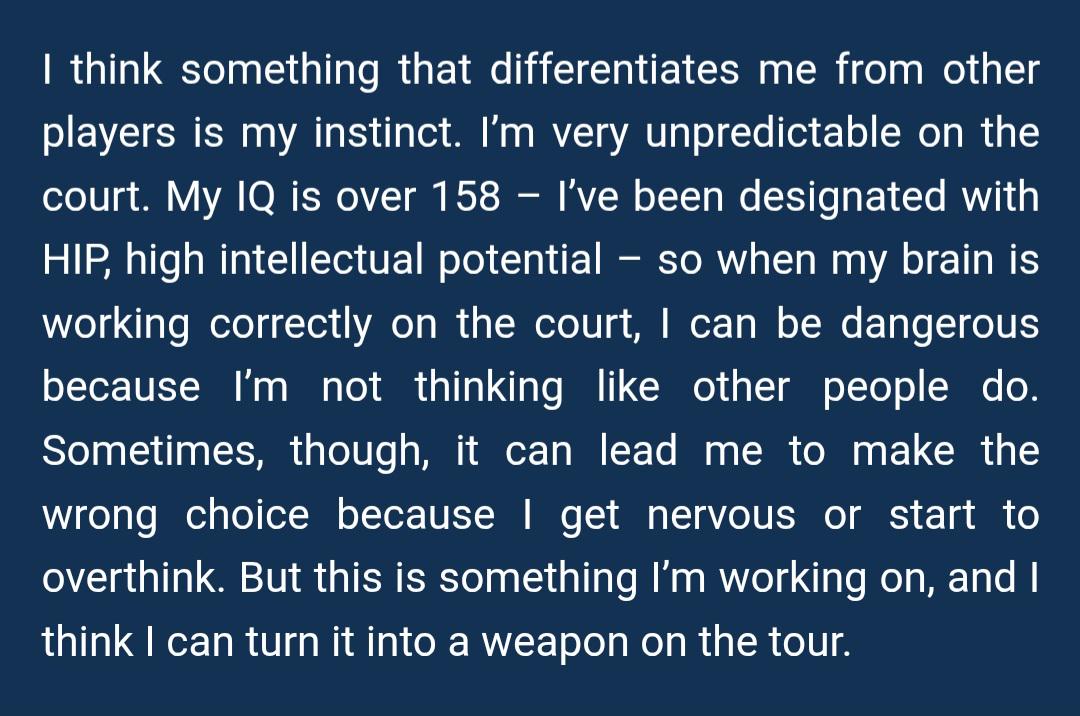 I think something that differentiates me from other
players is my instinct. I’m very unpredictable on the
court. My IQ is over 158 – I’ve been designated with
HIP, high intellectual potential – so when my brain is
working correctly on the court, I can be dangerous
because I’m not thinking like other people do.
Sometimes, though, it can lead me to make the
wrong choice because I get nervous or start to
overthink. But this is something I’m working on, and I
think I can turn it into a weapon on the tour.